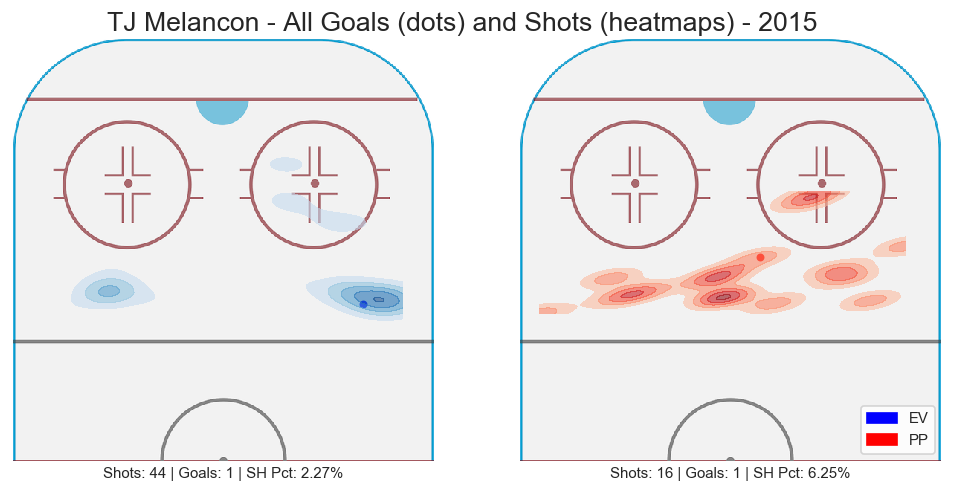 TJ Melancon - All Goals (dots) and Shots (heatmaps) - 2015
EV
PP
Shots: 44 | Goals: 1 | SH Pct: 2.27%
Shots: 16 | Goals: 1 | SH Pct: 6.25%